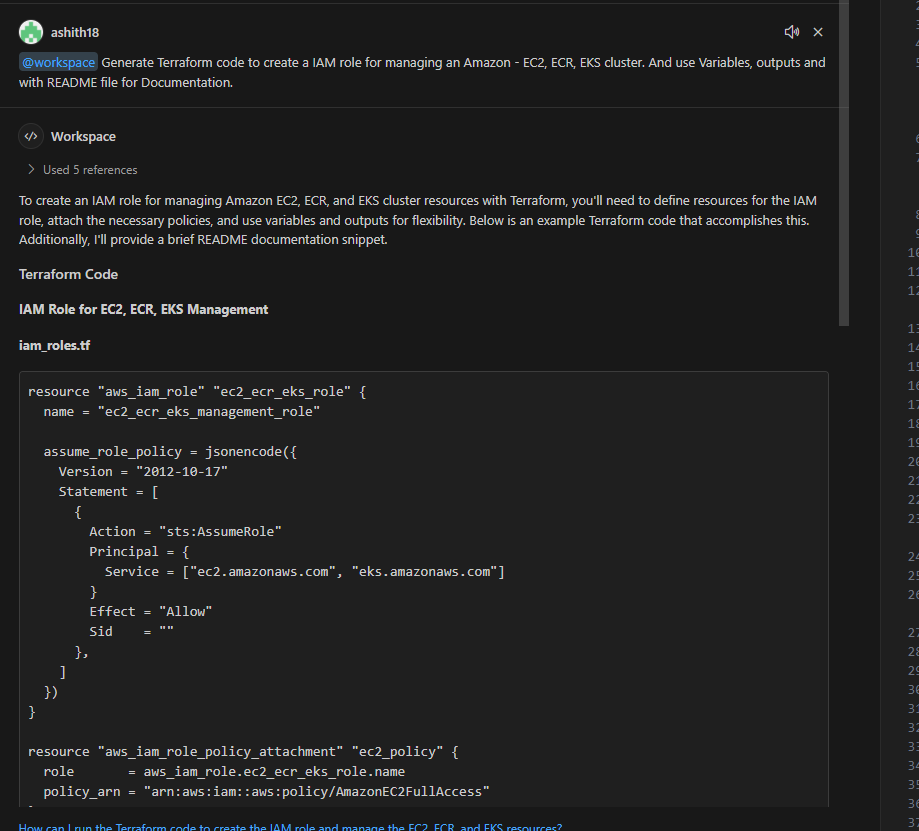 ashith18
@workspace Generate Terraform code to create a IAM role for managing an Amazon - EC2, ECR, EKS cluster. And use Variables, outputs and
with README file for Documentation.
Workspace
Used 5 references
To create an IAM role for managing Amazon EC2, ECR, and EKS cluster resources with Terraform, you'll need to define resources for the IAM
role, attach the necessary policies, and use variables and outputs for flexibility. Below is an example Terraform code that accomplishes this.
Additionally, I'll provide a brief README documentation snippet.
Terraform Code
IAM Role for EC2, ECR, EKS Management
iam_roles.tf
resource "aws_iam_role" "ec2_ecr_eks_role" {
  name = "ec2_ecr_eks_management_role"
  assume_role_policy = jsonencode({
    Version = "2012-10-17"
    Statement = [
      {
        Action = "sts:AssumeRole"
        Principal = {
          Service = ["ec2.amazonaws.com", "eks.amazonaws.com"]
        }
        Effect = "Allow"
        Sid    = ""
      },
    ]
  })
}
resource "aws_iam_role_policy_attachment" "ec2_policy" {
  role       = aws_iam_role.ec2_ecr_eks_role.name
  policy_arn = "arn:aws:iam::aws:policy/AmazonEC2FullAccess"
How can I run the Terraform code to create the IAM role and manage the EC2, ECR, and EKS resources?